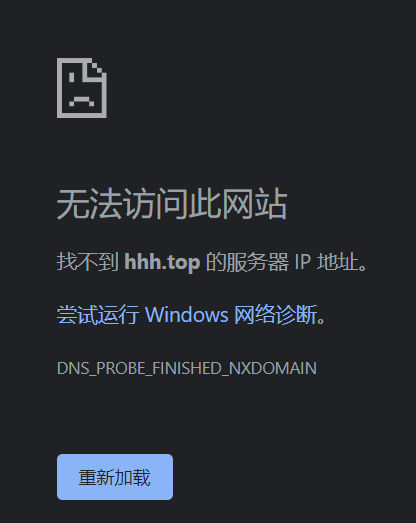 无法访问此网站
找不到 hhh.top 的服务器 IP 地址。
尝试运行 Windows 网络诊断。
DNS_PROBE_FINISHED_NXDOMAIN
重新加载